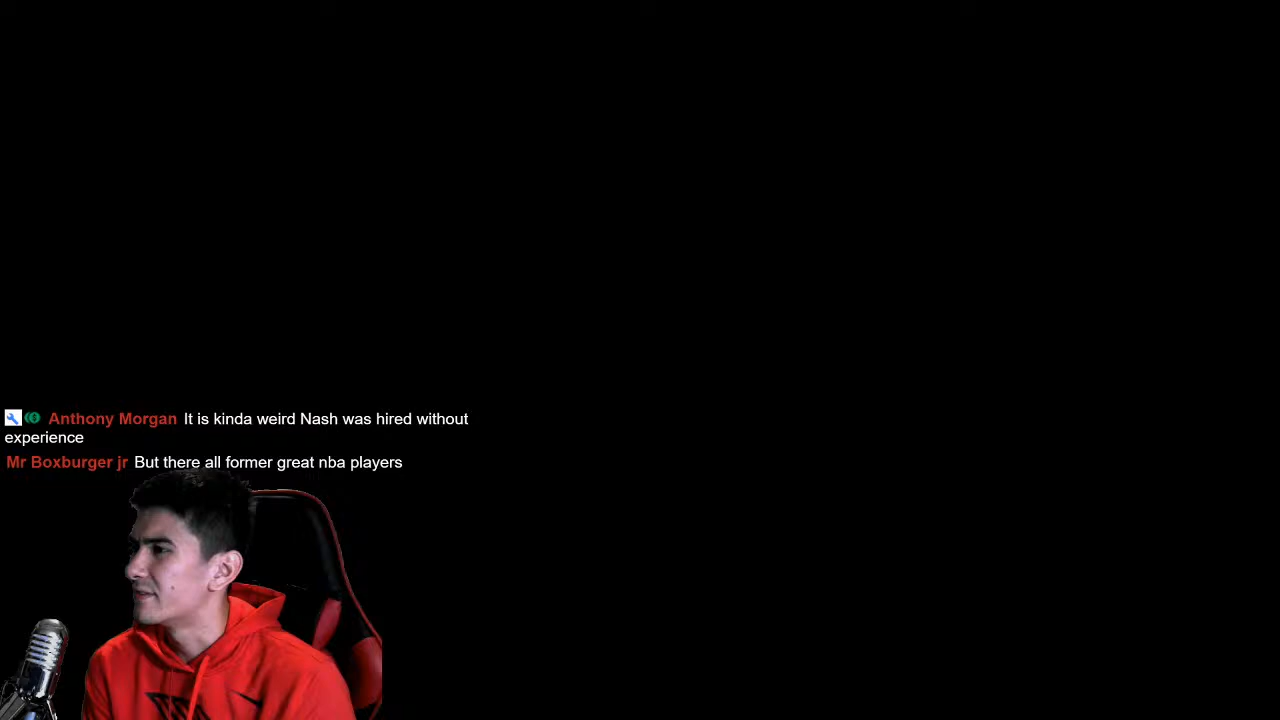 Anthony Morgan It is kinda weird Nash was hired without
experience
Mr Boxburger jr But there all former great nba players